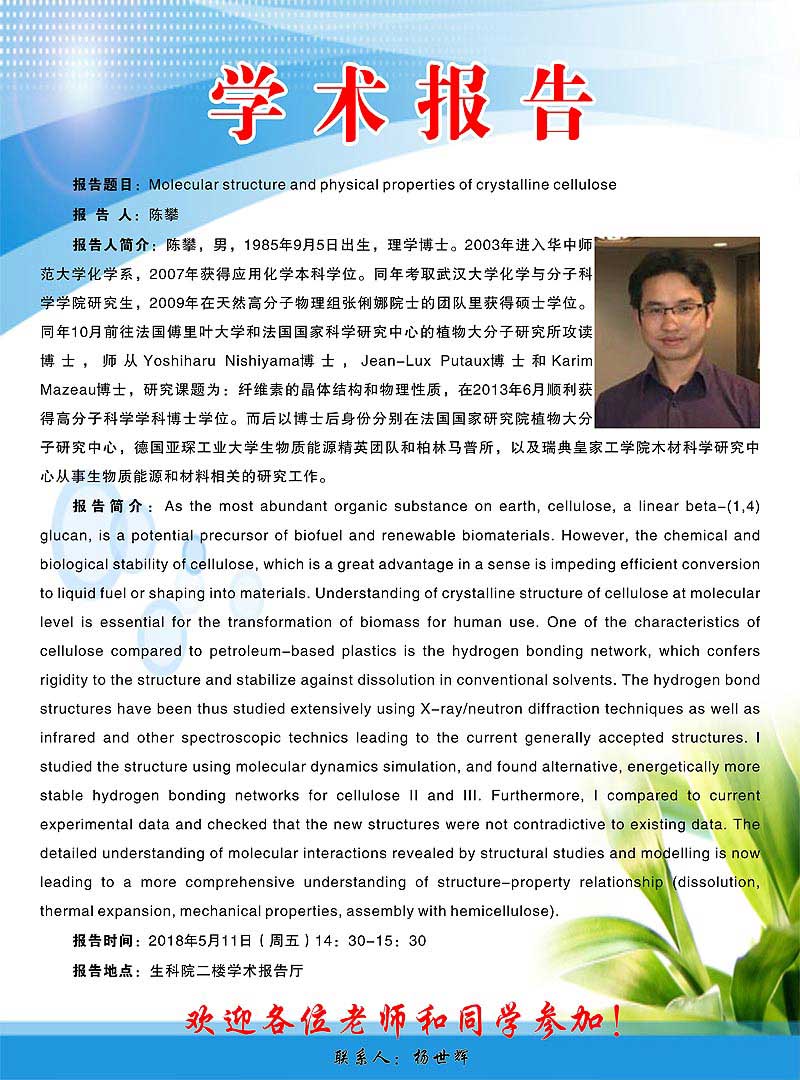 学术报告
报告题目：Molecular structure and physical properties of crystalline cellulose
报 告 人：陈攀
报告人简介：陈攀，男，1985年9月5日出生，理学博士。2003年进入华中师
范大学化学系，2007年获得应用化学本科学位。同年考取武汉大学化学与分子科
学学院研究生，2009年在天然高分子物理组张俐娜院士的团队里获得硕士学位。
同年10月前往法国傅里叶大学和法国国家科学研究中心的植物大分子研究所攻读
博士，师从Yoshiharu Nishiyama博士，Jean-Lux Putaux博士和Karim
Mazeau博士，研究课题为：纤维素的晶体结构和物理性质，在2013年6月顺利获
得高分子科学学科博士学位。而后以博士后身份分别在法国国家研究院植物大分
子研究中心，德国亚琛工业大学生物质能源精英团队和柏林马普所，以及瑞典皇家工学院木材科学研究中
心从事生物质能源和材料相关的研究工作。
报告简介：As the most abundant organic substance on earth, cellulose, a linear beta-(1,4)
glucan, is a potential precursor of biofuel and renewable biomaterials. However, the chemical and
biological stability of cellulose, which is a great advantage in a sense is impeding efficient conversion
to liquid fuel or shaping into materials. Understanding of crystalline structure of cellulose at molecular
level is essential for the transformation of biomass for human use. One of the characteristics of
cellulose compared to petroleum-based plastics is the hydrogen bonding network, which confers
rigidity to the structure and stabilize against dissolution in conventional solvents. The hydrogen bond
structures have been thus studied extensively using X-ray/neutron diffraction techniques as well as
infrared and other spectroscopic technics leading to the current generally accepted structures. I
studied the structure using molecular dynamics simulation, and found alternative, energetically more
stable hydrogen bonding networks for cellulose II and III. Furthermore, I compared to current
experimental data and checked that the new structures were not contradictive to existing data. The
detailed understanding of molecular interactions revealed by structural studies and modelling is now
leading to a more comprehensive understanding of structure-property relationship (dissolution,
thermal expansion, mechanical properties, assembly with hemicellulose).
报告时间：2018年5月11日（周五）14：30-15：30
报告地点：生科院二楼学术报告厅
欢迎各位老师和同学参加！
联系人：杨世辉